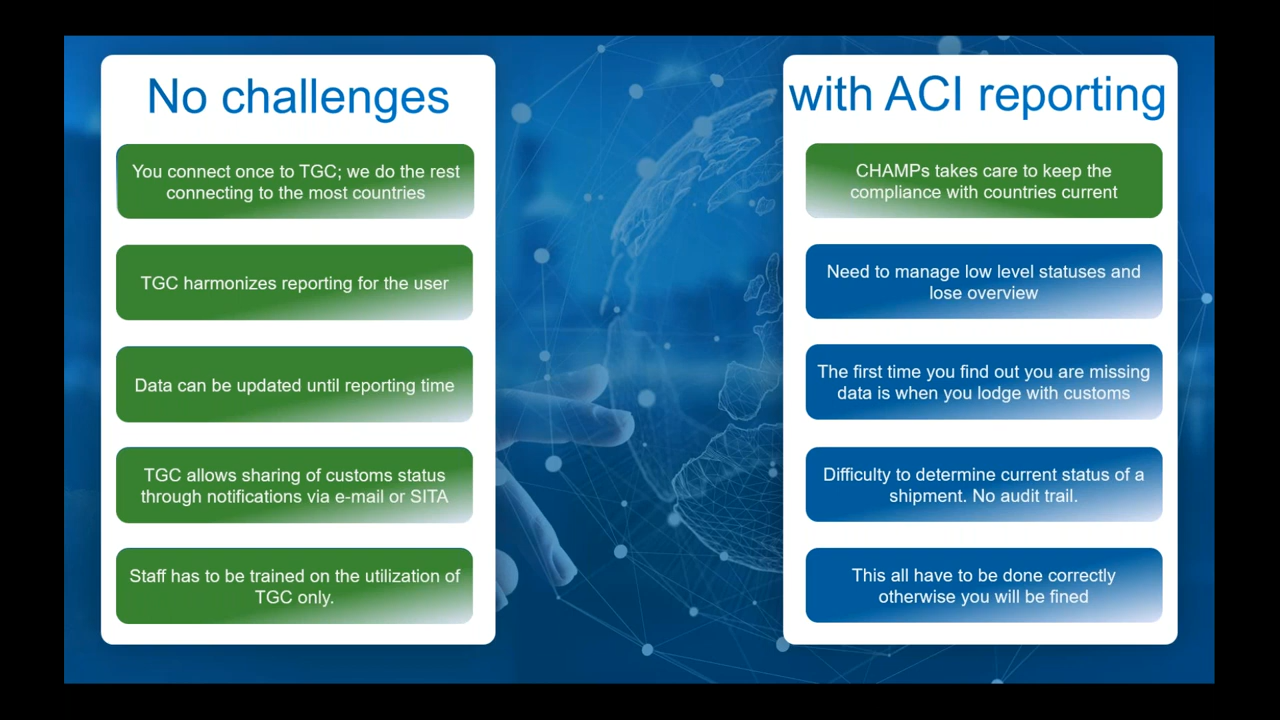 No challenges
You connect once to TGC; we do the rest
connecting to the most countries
TGC harmonizes reporting for the user
Data can be updated until reporting time
TGC allows sharing of customs status
through notifications via e-mail or SITA
Staff has to be trained on the utilization of
TGC only.
with ACI reporting
CHAMPs takes care to keep the
compliance with countries current
Need to manage low level statuses and
lose overview
The first time you find out you are missing
data is when you lodge with customs
Difficulty to determine current status of a
shipment. No audit trail.
This all have to be done correctly
otherwise you will be fined